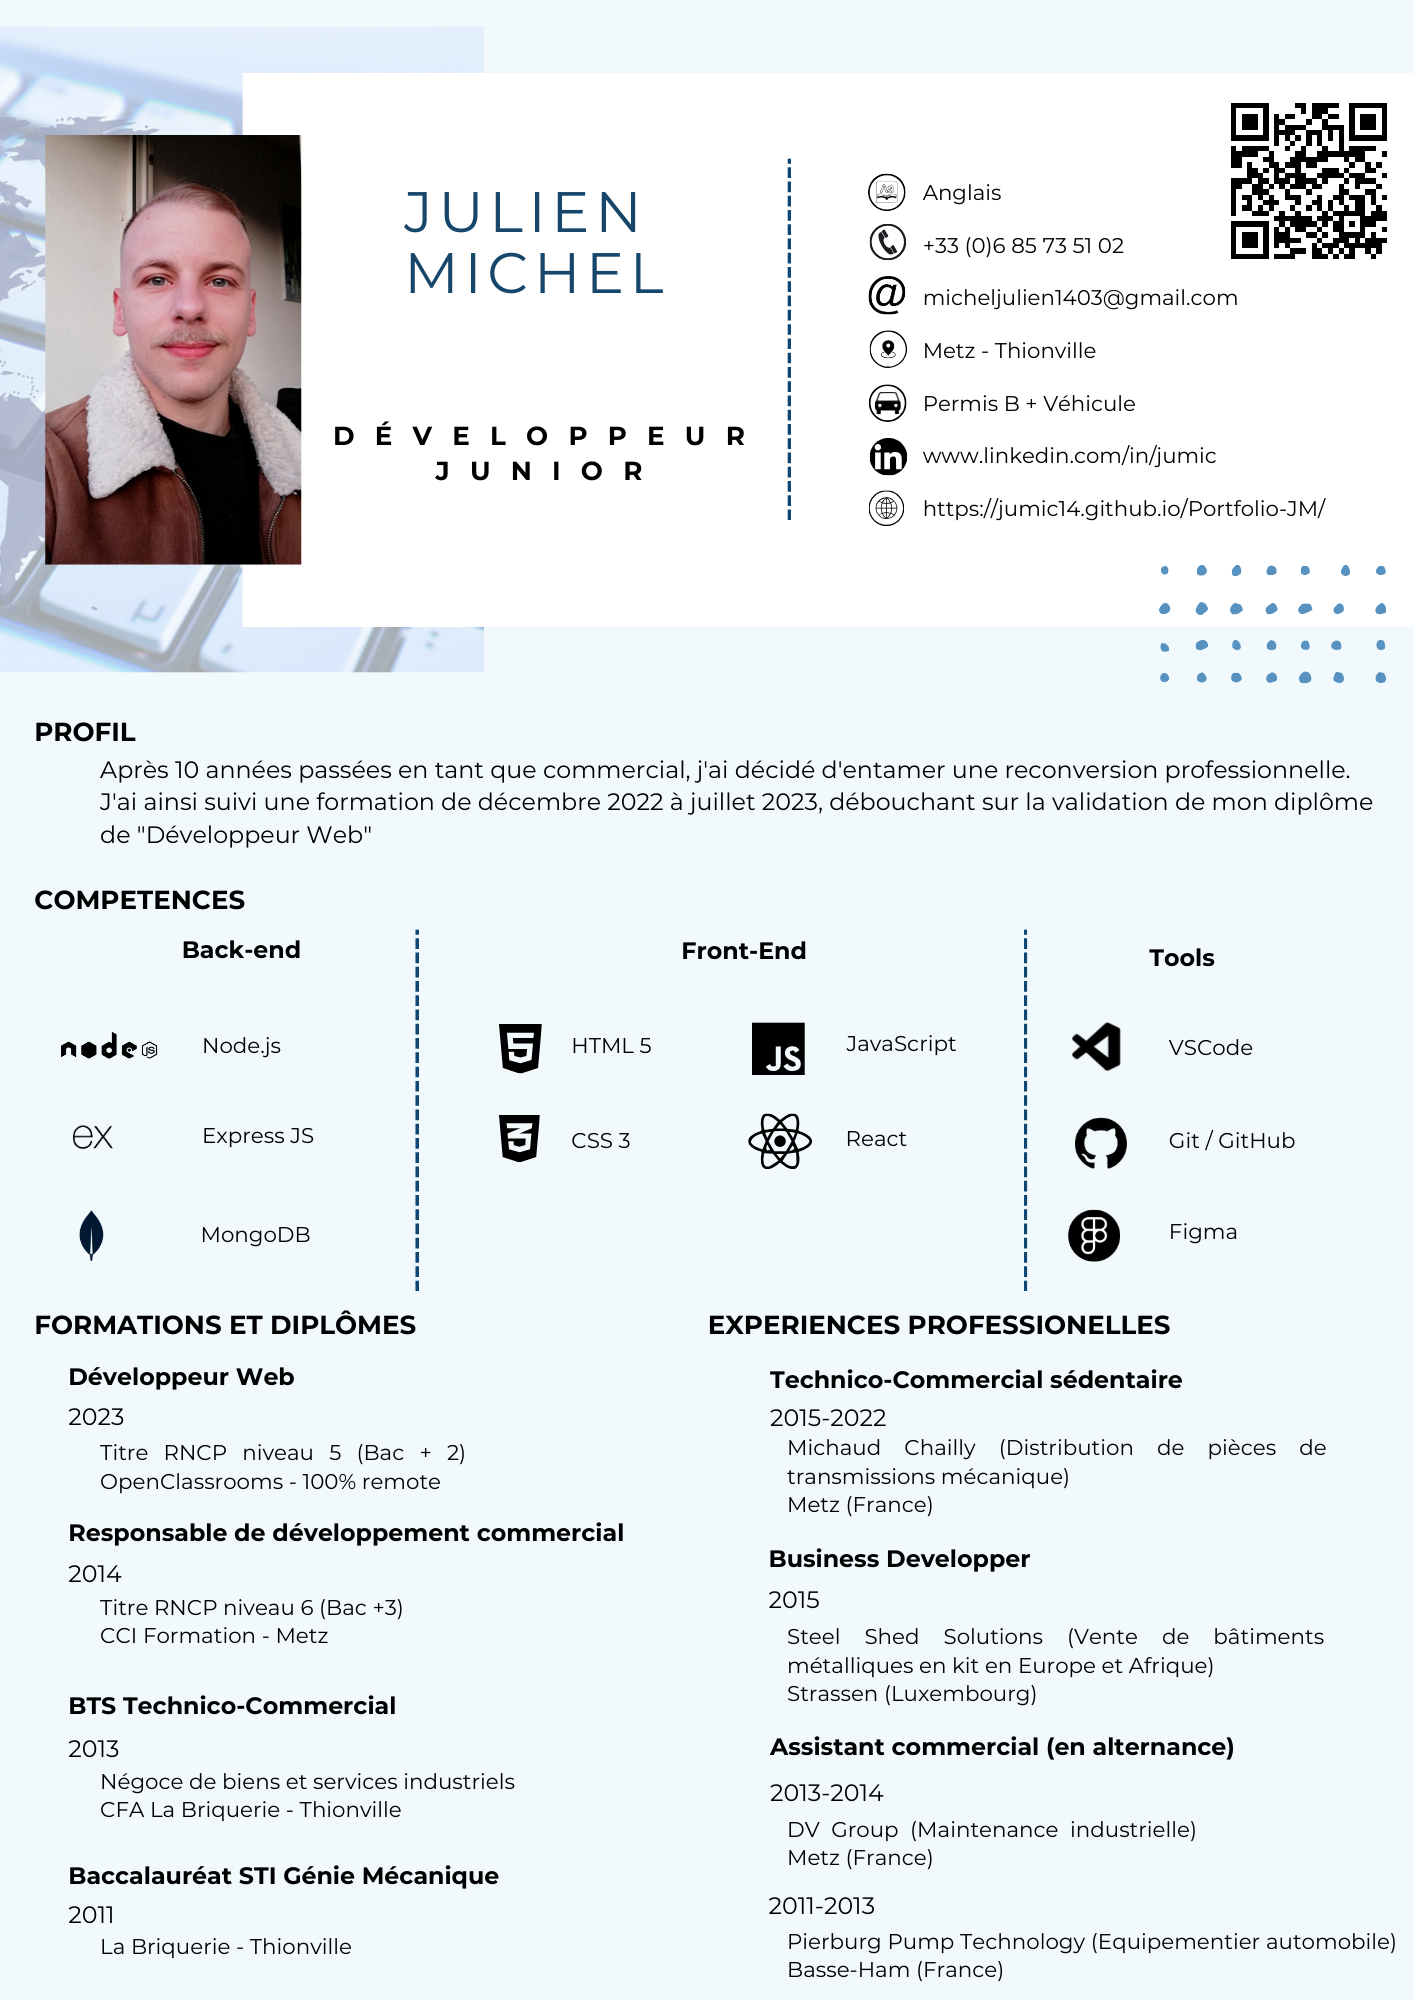 JULIEN
MICHEL
DÉVELOPPEUR
JUNIOR
Anglais
+33 (0)6 85 73 51 02
micheljulien1403@gmail.com
Metz - Thionville
Permis B + Véhicule
www.linkedin.com/in/jumic
https://jumic14.github.io/Portfolio-JM/
PROFIL
Après 10 années passées en tant que commercial, j'ai décidé d'entamer une reconversion professionnelle.
J'ai ainsi suivi une formation de décembre 2022 à juillet 2023, débouchant sur la validation de mon diplôme
de "Développeur Web"
COMPETENCES
Back-end
node JS
Node.js
ex
Express JS
MongoDB
Front-End
HTML 5
JS
JavaScript
CSS 3
React
Tools
VSCode
Git / GitHub
Figma
FORMATIONS ET DIPLÔMES
Développeur Web
2023
Titre RNCP niveau 5 (Bac + 2)
OpenClassrooms - 100% remote
Responsable de développement commercial
2014
Titre RNCP niveau 6 (Bac +3)
CCI Formation - Metz
BTS Technico-Commercial
2013
Négoce de biens et services industriels
CFA La Briquerie - Thionville
Baccalauréat STI Génie Mécanique
2011
La Briquerie - Thionville
EXPERIENCES PROFESSIONELLES
Technico-Commercial sédentaire
2015-2022
Michaud Chailly (Distribution de pièces de
transmissions mécanique)
Metz (France)
Business Developper
2015
Steel Shed Solutions (Vente de bâtiments
métalliques en kit en Europe et Afrique)
Strassen (Luxembourg)
Assistant commercial (en alternance)
2013-2014
DV Group (Maintenance industrielle)
Metz (France)
2011-2013
Pierburg Pump Technology (Equipementier automobile)
Basse-Ham (France)